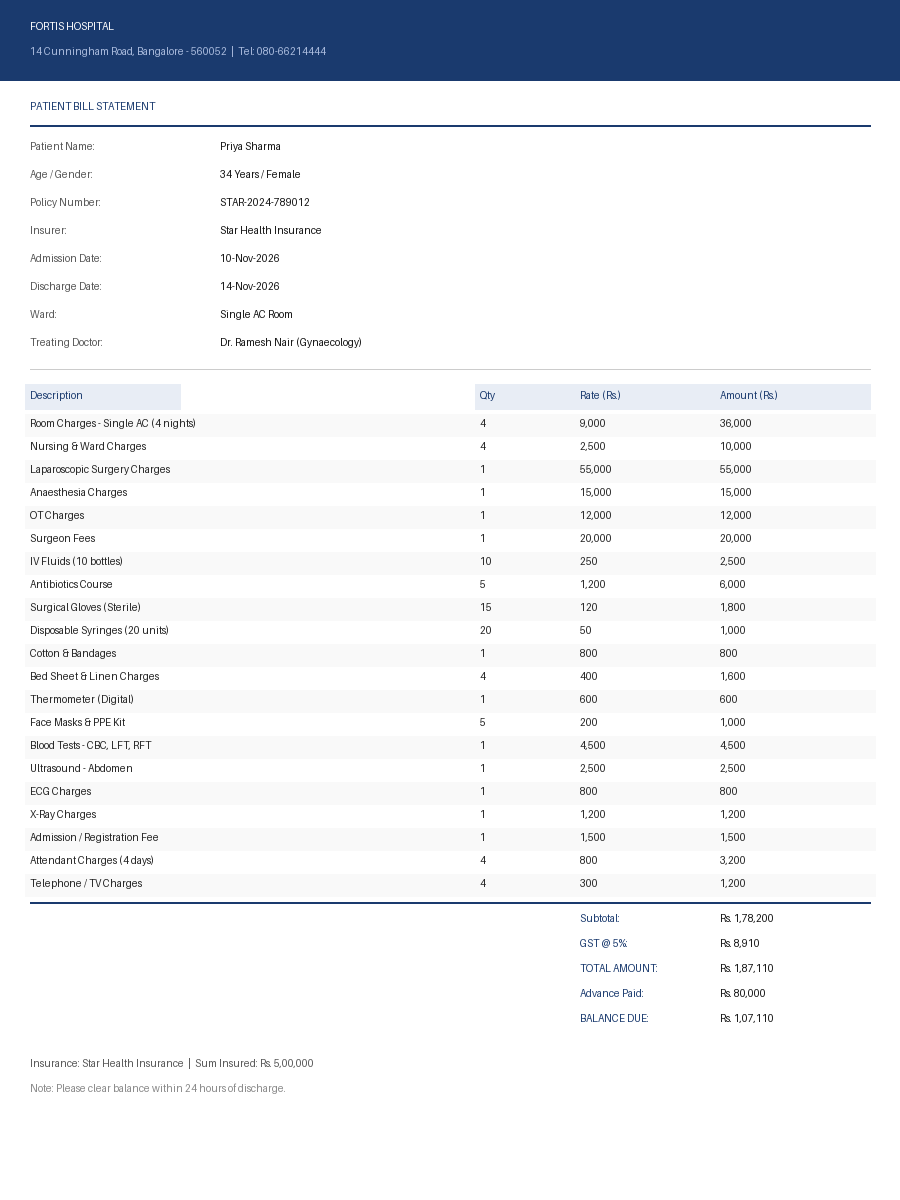 FORTIS HOSPITAL
14 Cunningham Road, Bangalore - 560052 | Tel: 080-66214444
PATIENT BILL STATEMENT
Patient Name: Priya Sharma
Age / Gender: 34 Years / Female
Policy Number: STAR-2024-789012
Insurer: Star Health Insurance
Admission Date: 10-Nov-2026
Discharge Date: 14-Nov-2026
Ward: Single AC Room
Treating Doctor: Dr. Ramesh Nair (Gynaecology)
Description Qty Rate (Rs.) Amount (Rs.)
Room Charges - Single AC (4 nights) 4 9,000 36,000
Nursing & Ward Charges 4 2,500 10,000
Laparoscopic Surgery Charges 1 55,000 55,000
Anaesthesia Charges 1 15,000 15,000
OT Charges 1 12,000 12,000
Surgeon Fees 1 20,000 20,000
IV Fluids (10 bottles) 10 250 2,500
Antibiotics Course 5 1,200 6,000
Surgical Gloves (Sterile) 15 120 1,800
Disposable Syringes (20 units) 20 50 1,000
Cotton & Bandages 1 800 800
Bed Sheet & Linen Charges 4 400 1,600
Thermometer (Digital) 1 600 600
Face Masks & PPE Kit 5 200 1,000
Blood Tests - CBC, LFT, RFT 1 4,500 4,500
Ultrasound - Abdomen 1 2,500 2,500
ECG Charges 1 800 800
X-Ray Charges 1 1,200 1,200
Admission / Registration Fee 1 1,500 1,500
Attendant Charges (4 days) 4 800 3,200
Telephone / TV Charges 4 300 1,200
Subtotal: Rs. 1,78,200
GST @ 5%: Rs. 8,910
TOTAL AMOUNT: Rs. 1,87,110
Advance Paid: Rs. 80,000
BALANCE DUE: Rs. 1,07,110
Insurance: Star Health Insurance | Sum Insured: Rs. 5,00,000
Note: Please clear balance within 24 hours of discharge.